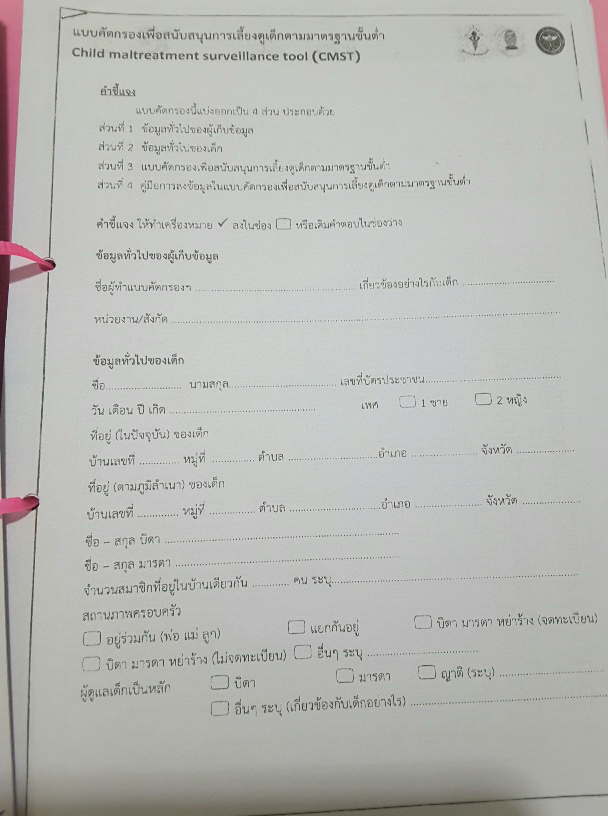 แบบคัดกรองเพื่อสนับสนุนการเลี้ยงดูเด็กตามมาตรฐานขั้นต่ำ
Child maltreatment surveillance tool (CMST)
คำชี้แจง
แบบคัดกรองนี้แบ่งออกเป็น 4 ส่วน ประกอบด้วย
ส่วนที่ 1 ข้อมูลทั่วไปของผู้เก็บข้อมูล
ส่วนที่ 2 ข้อมูลทั่วไปของเด็ก
ส่วนที่ 3 แบบคัดกรองเพื่อสนับสนุนการเลี้ยงดูเด็กตามมาตรฐานขั้นต่ำ
ส่วนที่ 4 คู่มือการลงข้อมูลในแบบคัดกรองเพื่อสนับสนุนการเลี้ยงดูเด็กตามมาตรฐานขั้นต่ำ
คำชี้แจง ให้ทำเครื่องหมาย ✓ ลงในช่อง ☐ หรือเติมคำตอบในช่องว่าง
ข้อมูลทั่วไปของผู้เก็บข้อมูล
ชื่อผู้ทำแบบคัดกรองฯ .................... เกี่ยวข้องอย่างไรกับเด็ก ....................
หน่วยงาน/สังกัด ....................
ข้อมูลทั่วไปของเด็ก
ชื่อ.................... นามสกุล.................... เลขที่บัตรประชาชน....................
วัน เดือน ปี เกิด .................... เพศ ☐ 1 ชาย ☐ 2 หญิง
ที่อยู่ (ในปัจจุบัน) ของเด็ก
บ้านเลขที่ ............ หมู่ที่ ............ ตำบล .................... อำเภอ .................... จังหวัด ....................
ที่อยู่ (ตามภูมิลำเนา) ของเด็ก
บ้านเลขที่ ............ หมู่ที่ ............ ตำบล .................... อำเภอ .................... จังหวัด ....................
ชื่อ – สกุล บิดา ....................
ชื่อ – สกุล มารดา ....................
จำนวนสมาชิกที่อยู่ในบ้านเดียวกัน ............ คน ระบุ....................
สถานภาพครอบครัว
☐ อยู่ร่วมกัน (พ่อ แม่ ลูก) ☐ แยกกันอยู่ ☐ บิดา มารดา หย่าร้าง (จดทะเบียน)
☐ บิดา มารดา หย่าร้าง (ไม่จดทะเบียน) ☐ อื่นๆ ระบุ ....................
ผู้ดูแลเด็กเป็นหลัก ☐ บิดา ☐ มารดา ☐ ญาติ (ระบุ) ....................
☐ อื่นๆ ระบุ (เกี่ยวข้องกับเด็กอย่างไร) ....................